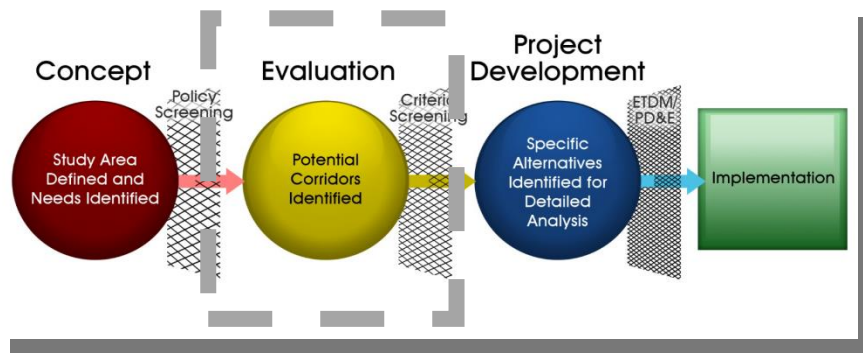 Concept
Policy
Screening
Evaluation
Criteria
Screening
Project
Development
ETDM/
PD&E
Study Area
Defined and
Needs Identified
Potential
Corridors
Identified
Specific
Alternatives
Identified for
Detailed
Analysis
Implementation